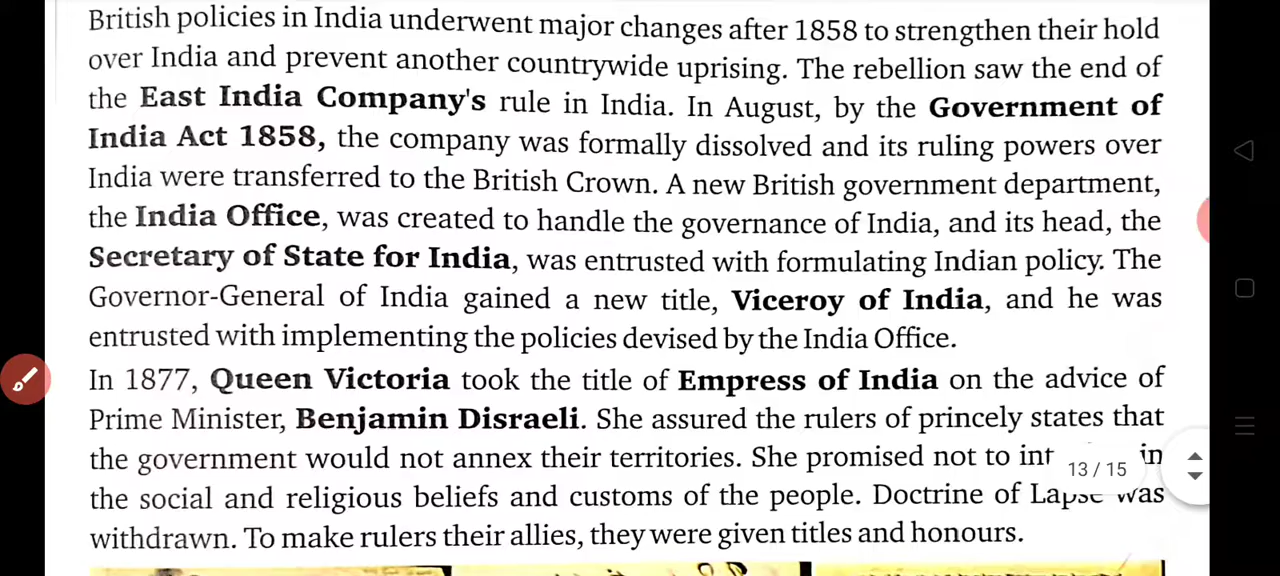 British policies in India underwent major changes after 1858 to strengthen their hold
over India and prevent another countrywide uprising. The rebellion saw the end of
the East India Company's rule in India. In August, by the Government of
India Act 1858, the company was formally dissolved and its ruling powers over
India were transferred to the British Crown. A new British government department,
the India Office, was created to handle the governance of India, and its head, the
Secretary of State for India, was entrusted with formulating Indian policy. The
Governor-General of India gained a new title, Viceroy of India, and he was
entrusted with implementing the policies devised by the India Office.
In 1877, Queen Victoria took the title of Empress of India on the advice of
Prime Minister, Benjamin Disraeli. She assured the rulers of princely states that
the government would not annex their territories. She promised not to in
13 / 15
the social and religious beliefs and customs of the people. Doctrine of Lapse was
withdrawn. To make rulers their allies, they were given titles and honours.